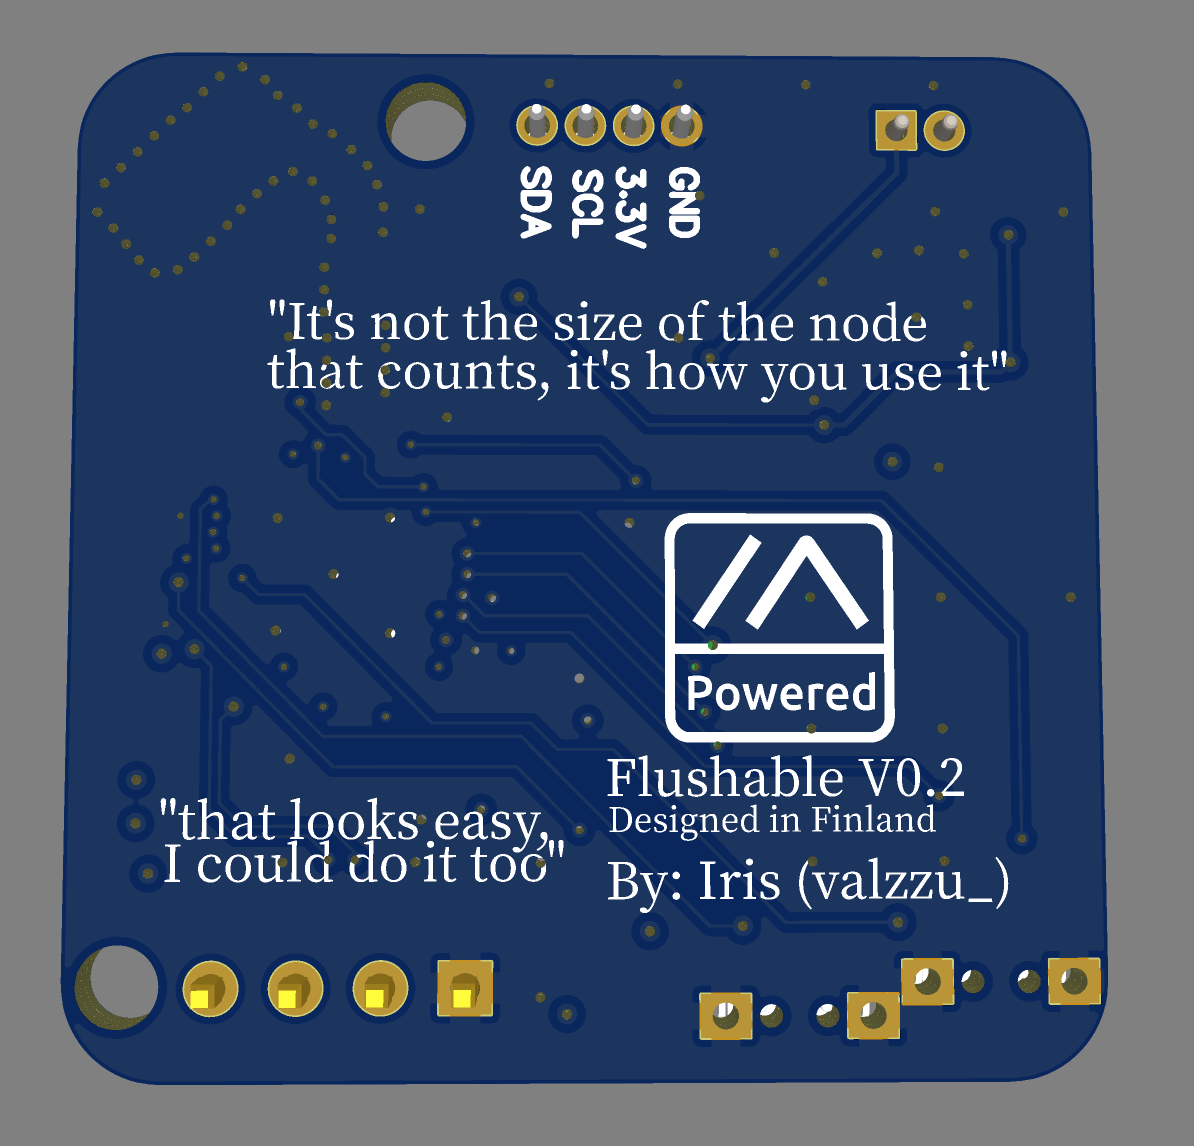 SDA SCL 3.3V GND
"It's not the size of the node
that counts, it's how you use it"
Powered
Flushable V0.2
Designed in Finland
"that looks easy,
I could do it too"
By: Iris (valzzu_)